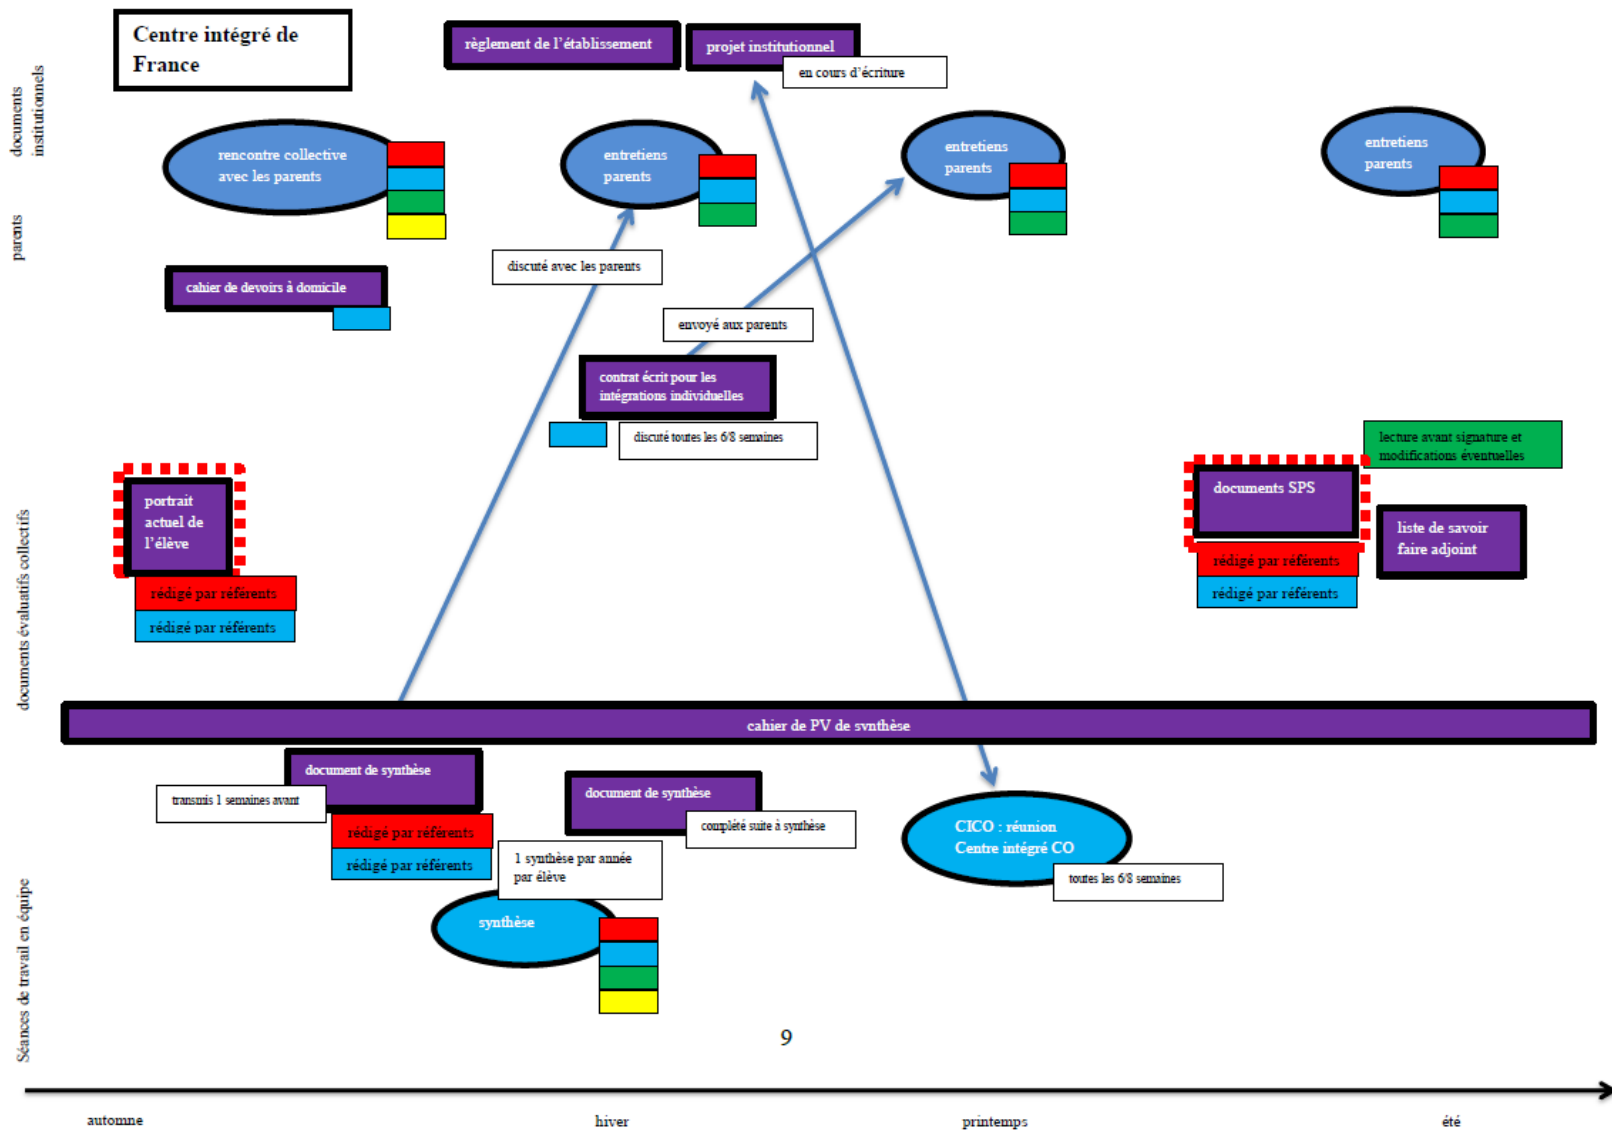 Centre intégré de
France
règlement de l'établissement
projet institutionnel
en cours d'écriture
documents
institutionnels
rencontre collective
avec les parents
entretiens
parents
entretiens
parents
entretiens
parents
parents
discuté avec les parents
cahier de devoirs à domicile
envoyé aux parents
contrat écrit pour les
intégrations individuelles
discuté toutes les 6/8 semaines
lecture avant signature et
modifications éventuelles
portrait
actuel de
l'élève
documents SPS
liste de savoir
faire adjoint
rédigé par référents
rédigé par référents
rédigé par référents
rédigé par référents
documents évaluatifs collectifs
cahier de PV de synthèse
document de synthèse
transmis 1 semaines avant
document de synthèse
complété suite à synthèse
rédigé par référents
rédigé par référents
1 synthèse par année
par élève
CICO : réunion
Centre intégré CO
toutes les 6/8 semaines
synthèse
Séances de travail en équipe
9
automne
hiver
printemps
été